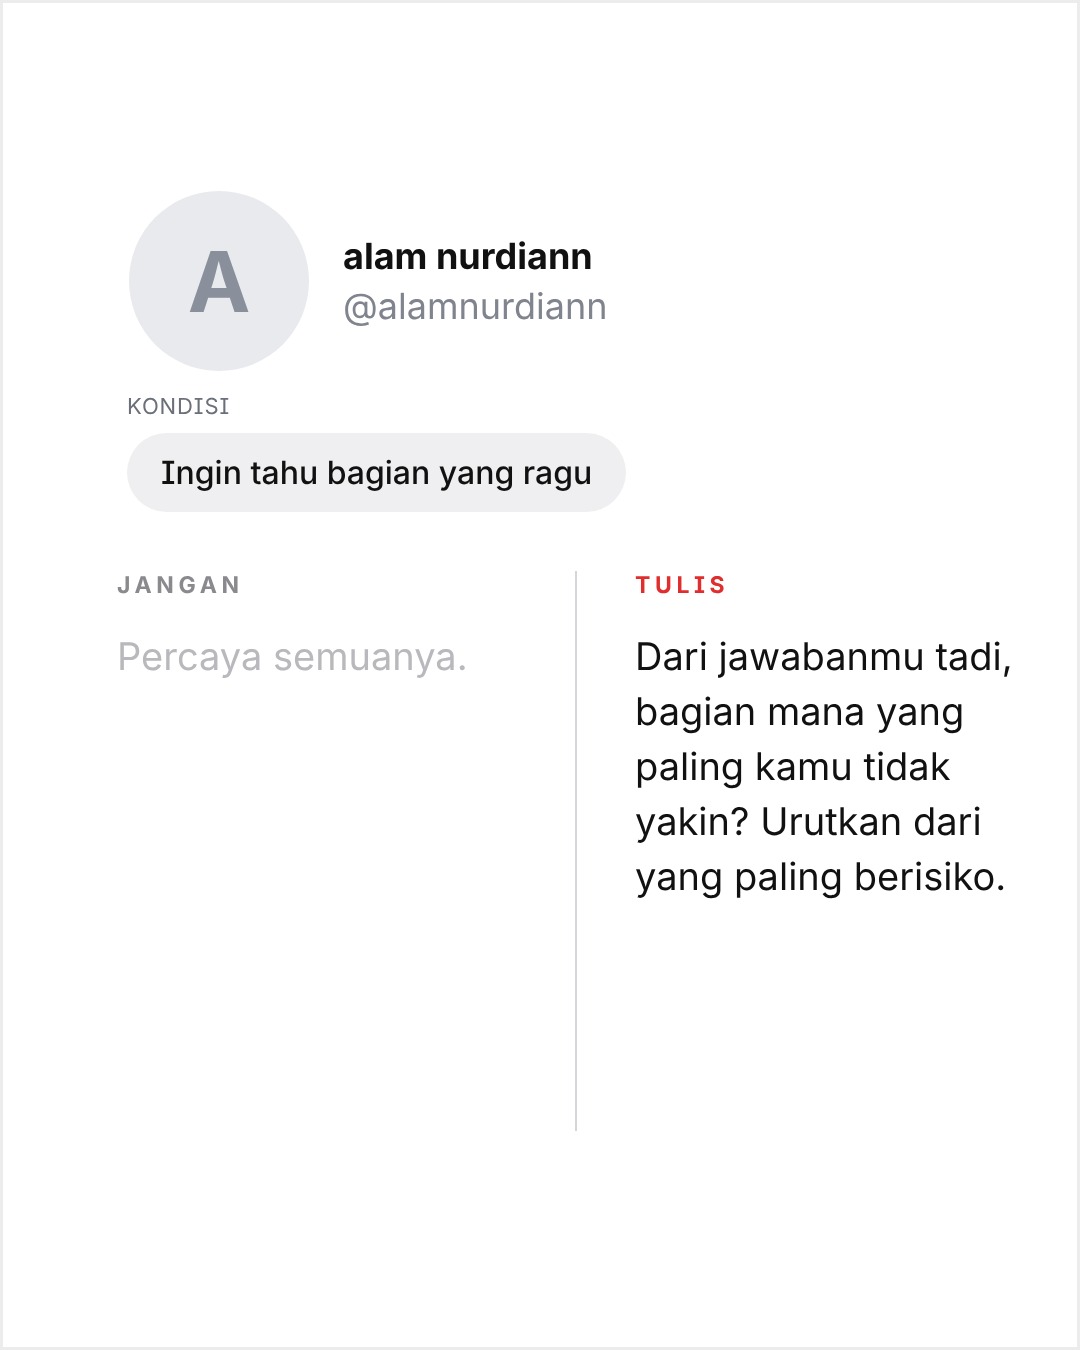 A
alam nurdiann
@alamnurdiann
KONDISI
Ingin tahu bagian yang ragu
JANGAN
Percaya semuanya.
TULIS
Dari jawabanmu tadi,
bagian mana yang
paling kamu tidak
yakin? Urutkan dari
yang paling berisiko.